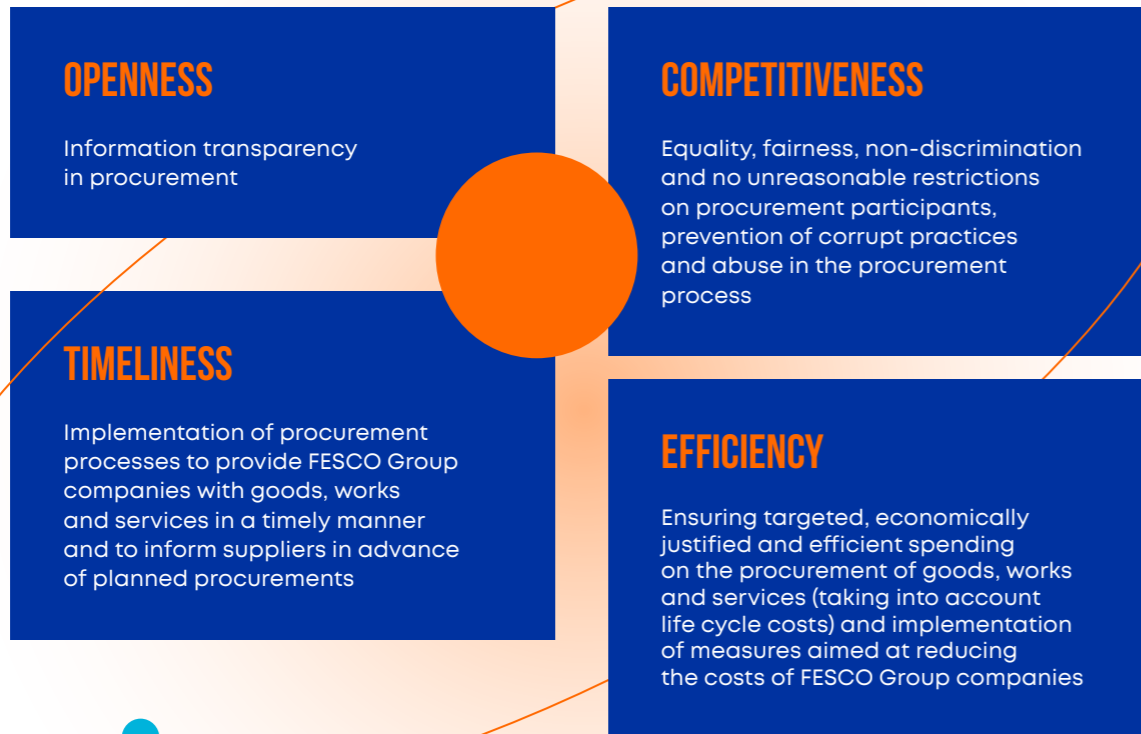 OPENNESS
Information transparency
in procurement
COMPETITIVENESS
Equality, fairness, non-discrimination
and no unreasonable restrictions
on procurement participants,
prevention of corrupt practices
and abuse in the procurement
process
TIMELINESS
Implementation of procurement
processes to provide FESCO Group
companies with goods, works
and services in a timely manner
and to inform suppliers in advance
of planned procurements
EFFICIENCY
Ensuring targeted, economically
justified and efficient spending
on the procurement of goods, works
and services (taking into account
life cycle costs) and implementation
of measures aimed at reducing
the costs of FESCO Group companies